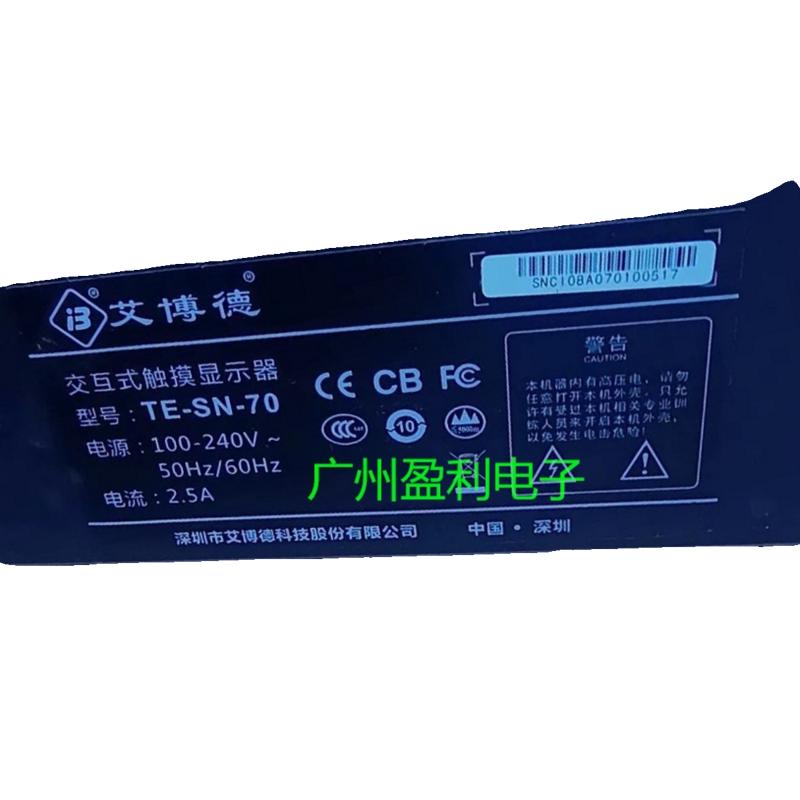 iB® 艾博德®
SNCI08A070100517
交互式触摸显示器
型号：TE-SN-70
电源：100-240V ~
50Hz/60Hz
电流：2.5A
CE CB FC
10
≤5000m
警告
CAUTION
本机器内有高压电，请勿
任意打开本机外壳。只允
许有受过本机相关专业训
练人员来开启本机外壳，
以免发生电击危险！
广州盈利电子
深圳市艾博德科技股份有限公司 中国·深圳